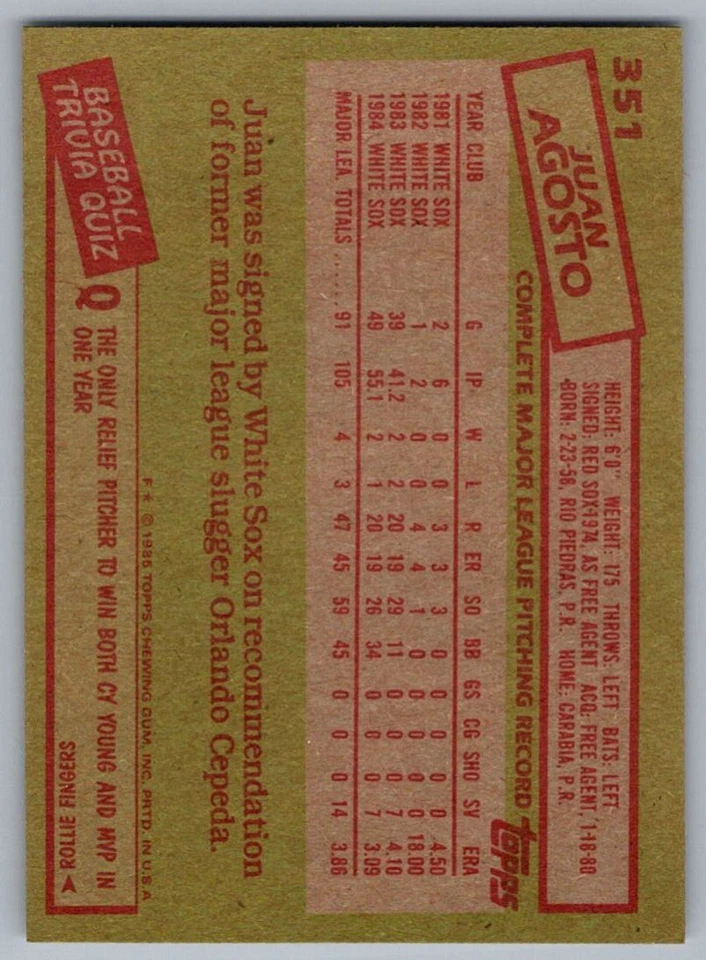 351
JUAN
AGOSTO
HEIGHT: 6'0" WEIGHT: 175 THROWS: LEFT BATS: LEFT
SIGNED: RED SOX-1974, AS FREE AGENT ACQ: FREE AGENT, 1-18-80
BORN: 2-23-58, RIO PIEDRAS, P.R. HOME: CARABIA, P.R.
COMPLETE MAJOR LEAGUE PITCHING RECORD
topps
YEAR CLUB G IP W L R ER SO BB GS CG SHO SV ERA
1981 WHITE SOX 2 6 0 0 3 3 3 0 0 0 0 0 4.50
1982 WHITE SOX 1 2 0 0 4 4 1 0 0 0 0 0 18.00
1983 WHITE SOX 39 41.2 2 2 20 19 29 11 0 0 0 7 4.10
1984 WHITE SOX 49 55.1 2 1 20 19 26 34 0 0 0 7 3.09
MAJOR LEA. TOTALS ...... 91 105 4 3 47 45 59 45 0 0 0 14 3.86
Juan was signed by White Sox on recommendation
of former major league slugger Orlando Cepeda.
F ★ © 1985 TOPPS CHEWING GUM, INC. PRTD. IN U.S.A
BASEBALL
TRIVIA QUIZ
Q THE ONLY RELIEF PITCHER TO WIN BOTH CY YOUNG AND MVP IN
ONE YEAR
ROLLIE FINGERS